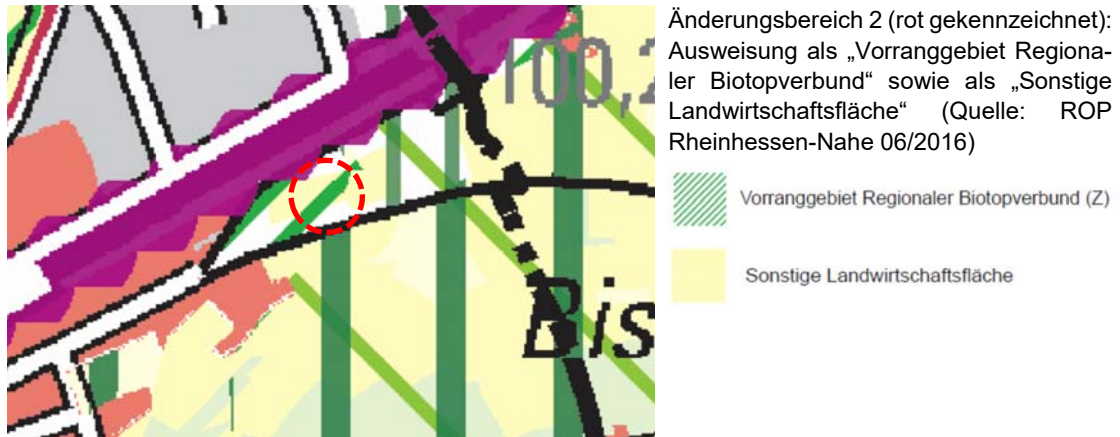 Änderungsbereich 2 (rot gekennzeichnet):
Ausweisung als „Vorranggebiet Regiona-
ler Biotopverbund“ sowie als „Sonstige
Landwirtschaftsfläche“ (Quelle: ROP
Rheinhessen-Nahe 06/2016)
100,2
Vorranggebiet Regionaler Biotopverbund (Z)
Sonstige Landwirtschaftsfläche
Bis